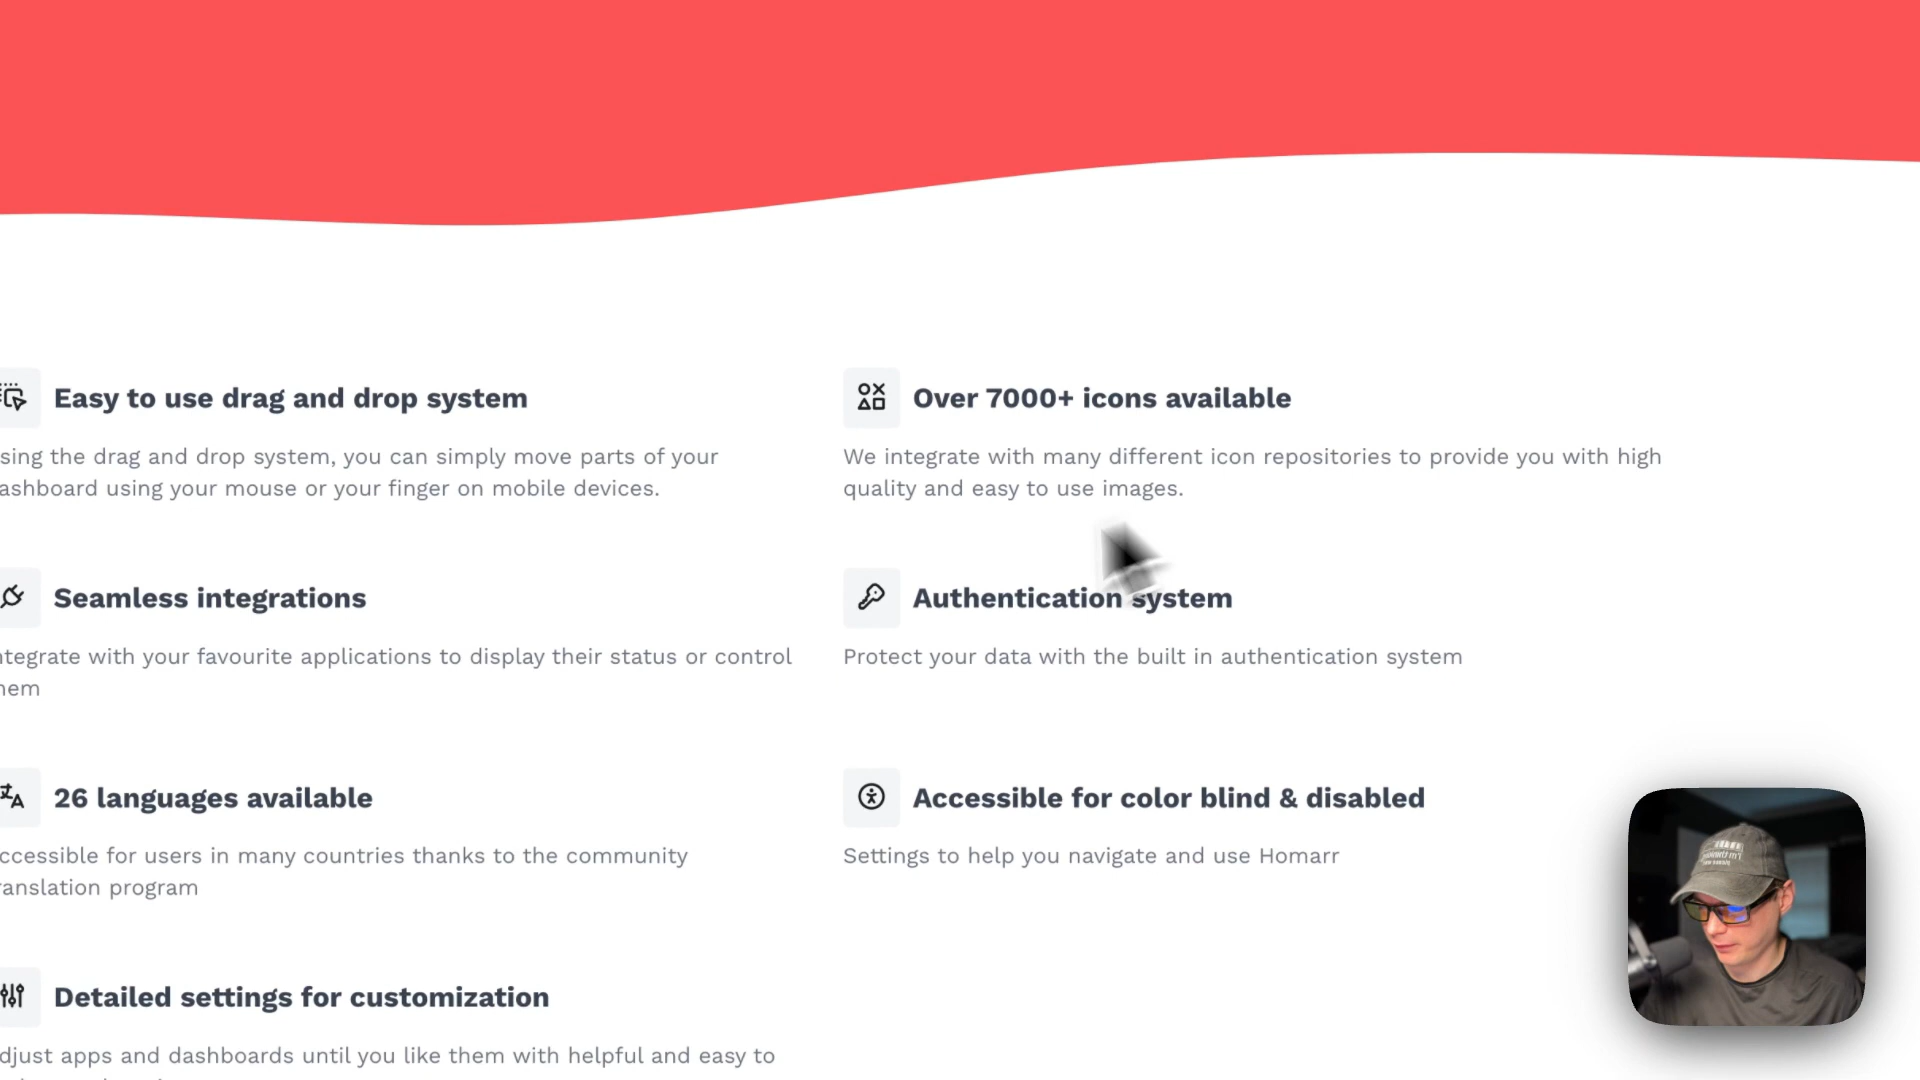 Easy to use drag and drop system
sing the drag and drop system, you can simply move parts of your
ashboard using your mouse or your finger on mobile devices.
Over 7000+ icons available
We integrate with many different icon repositories to provide you with high
quality and easy to use images.
Seamless integrations
ntegrate with your favourite applications to display their status or control
hem
Authentication system
Protect your data with the built in authentication system
26 languages available
ccessible for users in many countries thanks to the community
ranslation program
Accessible for color blind & disabled
Settings to help you navigate and use Homarr
Detailed settings for customization
djust apps and dashboards until you like them with helpful and easy to